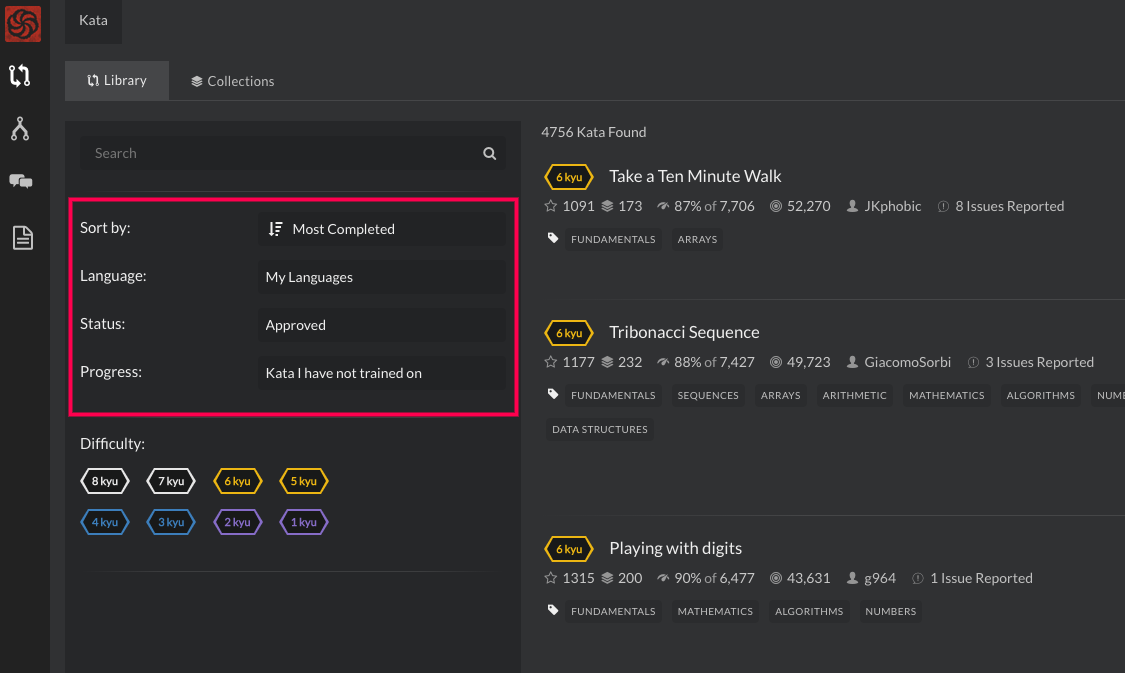 Kata
Library
Collections
Search
Sort by: Most Completed
Language: My Languages
Status: Approved
Progress: Kata I have not trained on
Difficulty:
8 kyu 7 kyu 6 kyu 5 kyu
4 kyu 3 kyu 2 kyu 1 kyu
4756 Kata Found
6 kyu Take a Ten Minute Walk
1091 173 87% of 7,706 52,270 JKphobic 8 Issues Reported
FUNDAMENTALS ARRAYS
6 kyu Tribonacci Sequence
1177 232 88% of 7,427 49,723 GiacomoSorbi 3 Issues Reported
FUNDAMENTALS SEQUENCES ARRAYS ARITHMETIC MATHEMATICS ALGORITHMS
DATA STRUCTURES
6 kyu Playing with digits
1315 200 90% of 6,477 43,631 g964 1 Issue Reported
FUNDAMENTALS MATHEMATICS ALGORITHMS NUMBERS